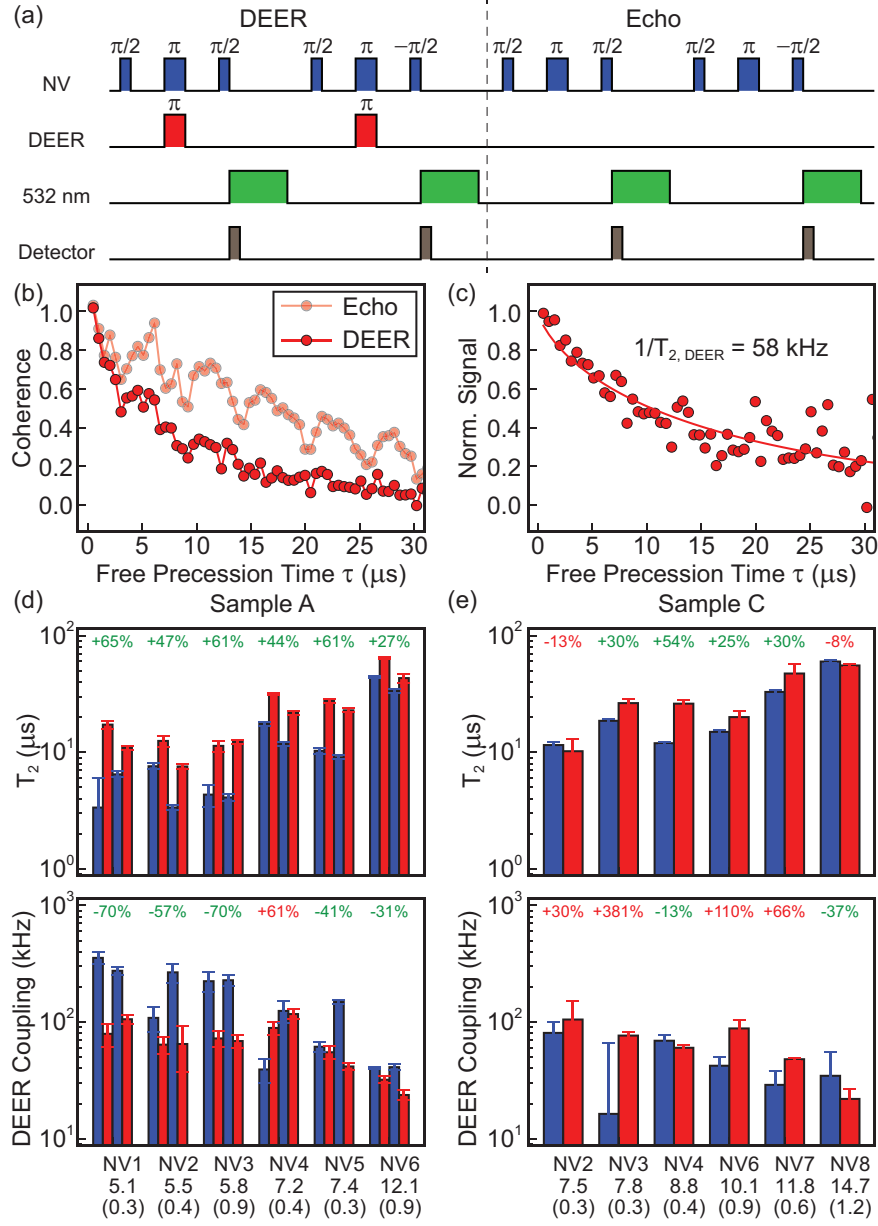 (a) DEER Echo
π/2 π π/2 π/2 π −π/2 π/2 π π/2 π/2 π −π/2
NV
π π
DEER
532 nm
Detector
(b) (c)
1.0 0.8 0.6 0.4 0.2 0.0
Coherence
Echo
DEER
0 5 10 15 20 25 30
Free Precession Time τ (μs)
1.0 0.8 0.6 0.4 0.2 0.0
Norm. Signal
1/T2, DEER = 58 kHz
0 5 10 15 20 25 30
Free Precession Time τ (μs)
(d) Sample A
10^2 10^1 10^0
T2 (μs)
+65% +47% +61% +44% +61% +27%
10^3 10^2 10^1
DEER Coupling (kHz)
-70% -57% -70% +61% -41% -31%
NV1 NV2 NV3 NV4 NV5 NV6
5.1 5.5 5.8 7.2 7.4 12.1
(0.3) (0.4) (0.9) (0.4) (0.3) (0.9)
(e) Sample C
10^2 10^1 10^0
T2 (μs)
-13% +30% +54% +25% +30% -8%
10^3 10^2 10^1
DEER Coupling (kHz)
+30% +381% -13% +110% +66% -37%
NV2 NV3 NV4 NV6 NV7 NV8
7.5 7.8 8.8 10.1 11.8 14.7
(0.3) (0.3) (0.4) (0.9) (0.6) (1.2)